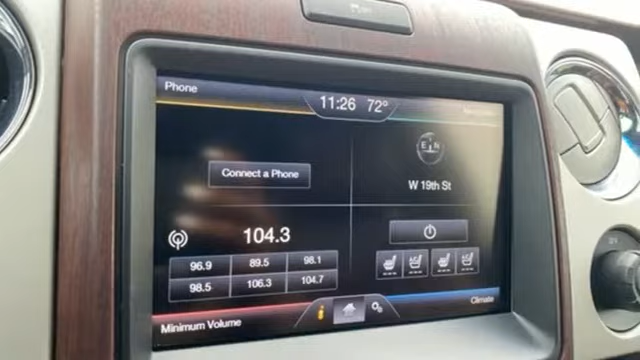 Phone
11:26 72°
Connect a Phone
E N
W 19th St
104.3
96.9 89.5 98.1
98.5 106.3 104.7
Minimum Volume
i
Climate